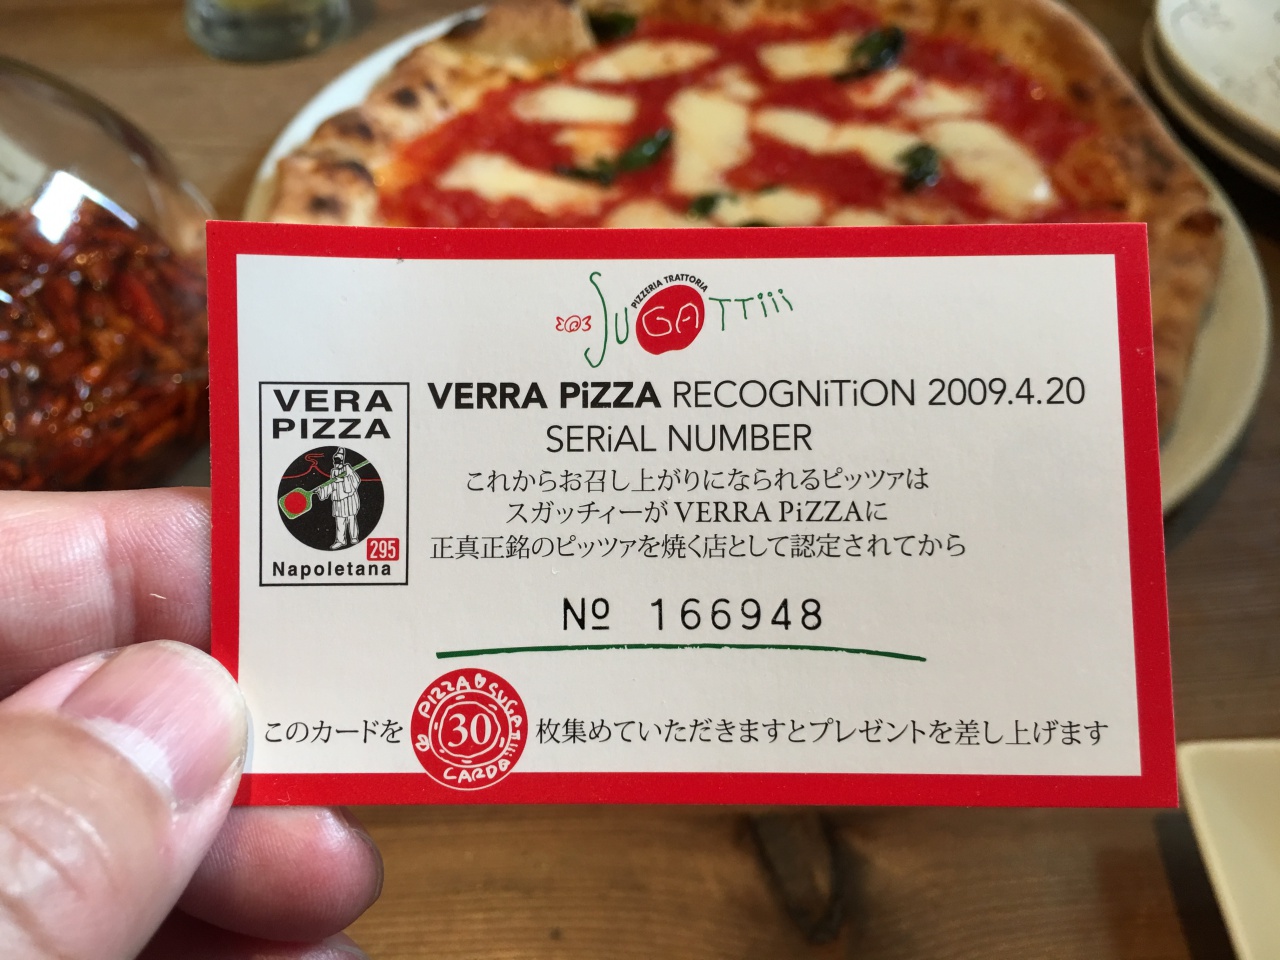 PIZZERIA TRATTORIA
SUGATTiii
VERA
PIZZA
295
Napoletana
VERRA PiZZA RECOGNiTiON 2009.4.20
SERiAL NUMBER
これからお召し上がりになられるピッツァは
スガッチィーが VERRA PiZZAに
正真正銘のピッツァを焼く店として認定されてから
Nº 166948
このカードを
PIZZA SUGATTiii
30
CARD
枚集めていただきますとプレゼントを差し上げます